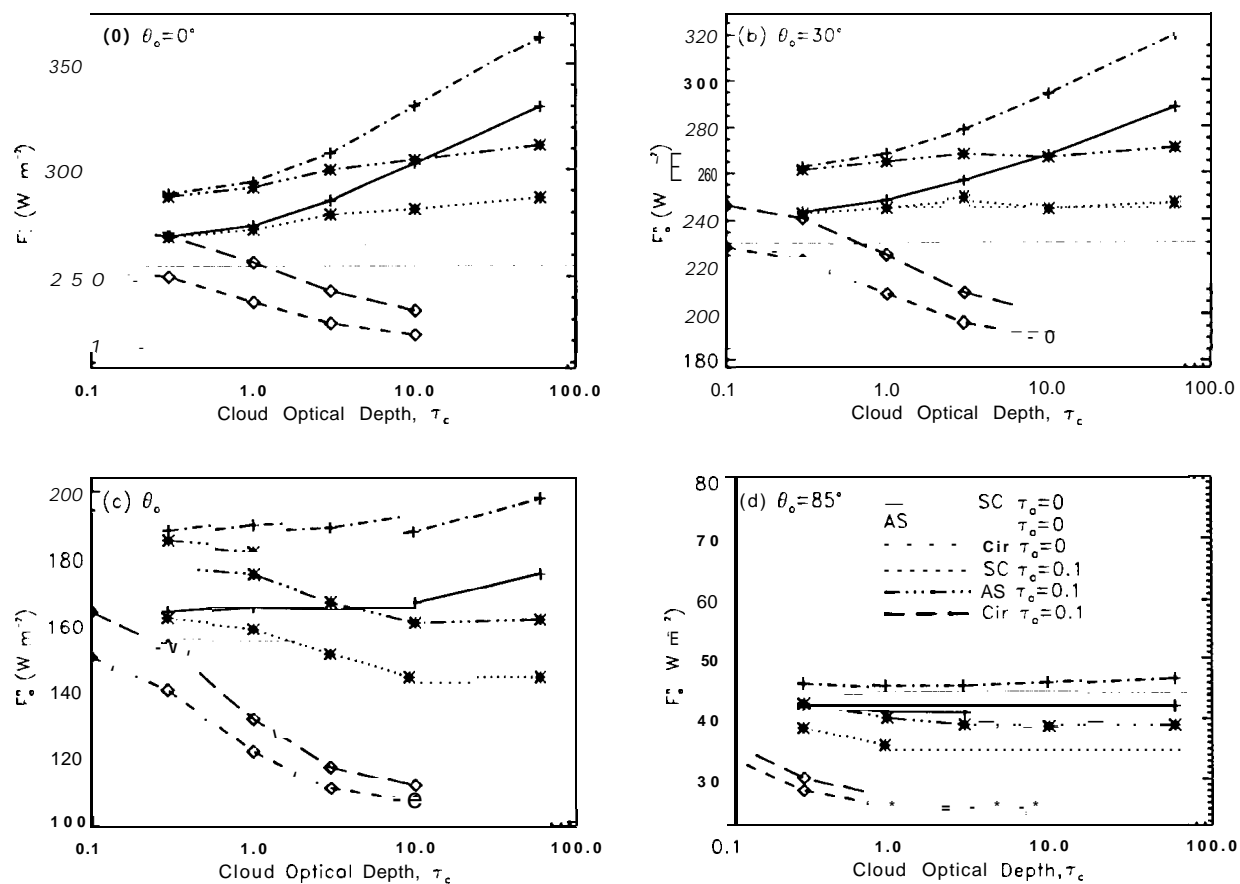 (0) θₒ=0°
350
300
250
1 -
F (W m⁻²)
0.1 1.0 10.0 100.0
Cloud Optical Depth, τc
(b) θₒ=30°
320
300
280
260
240
220
200
180
(W
- 0
0.1 1.0 10.0 100.0
Cloud Optical Depth, τc
(c) θₒ
200
180
160
140
120
100
(W m⁻²)
e
0.1 1.0 10.0 100.0
Cloud Optical Depth, τc
(d) θₒ=85°
SC τₐ=0
AS τₐ=0
Cir τₐ=0
SC τₐ=0.1
AS τₐ=0.1
Cir τₐ=0.1
80
70
60
50
40
30
W m⁻²)
0.1 1.0 10.0 100.0
Cloud Optical Depth, τc